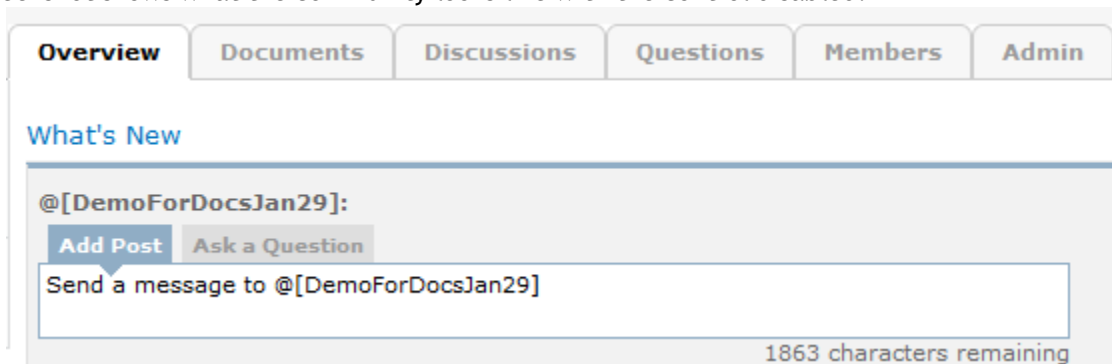 Overview Documents Discussions Questions Members Admin
What's New
@[DemoForDocsJan29]:
Add Post Ask a Question
Send a message to @[DemoForDocsJan29]
1863 characters remaining